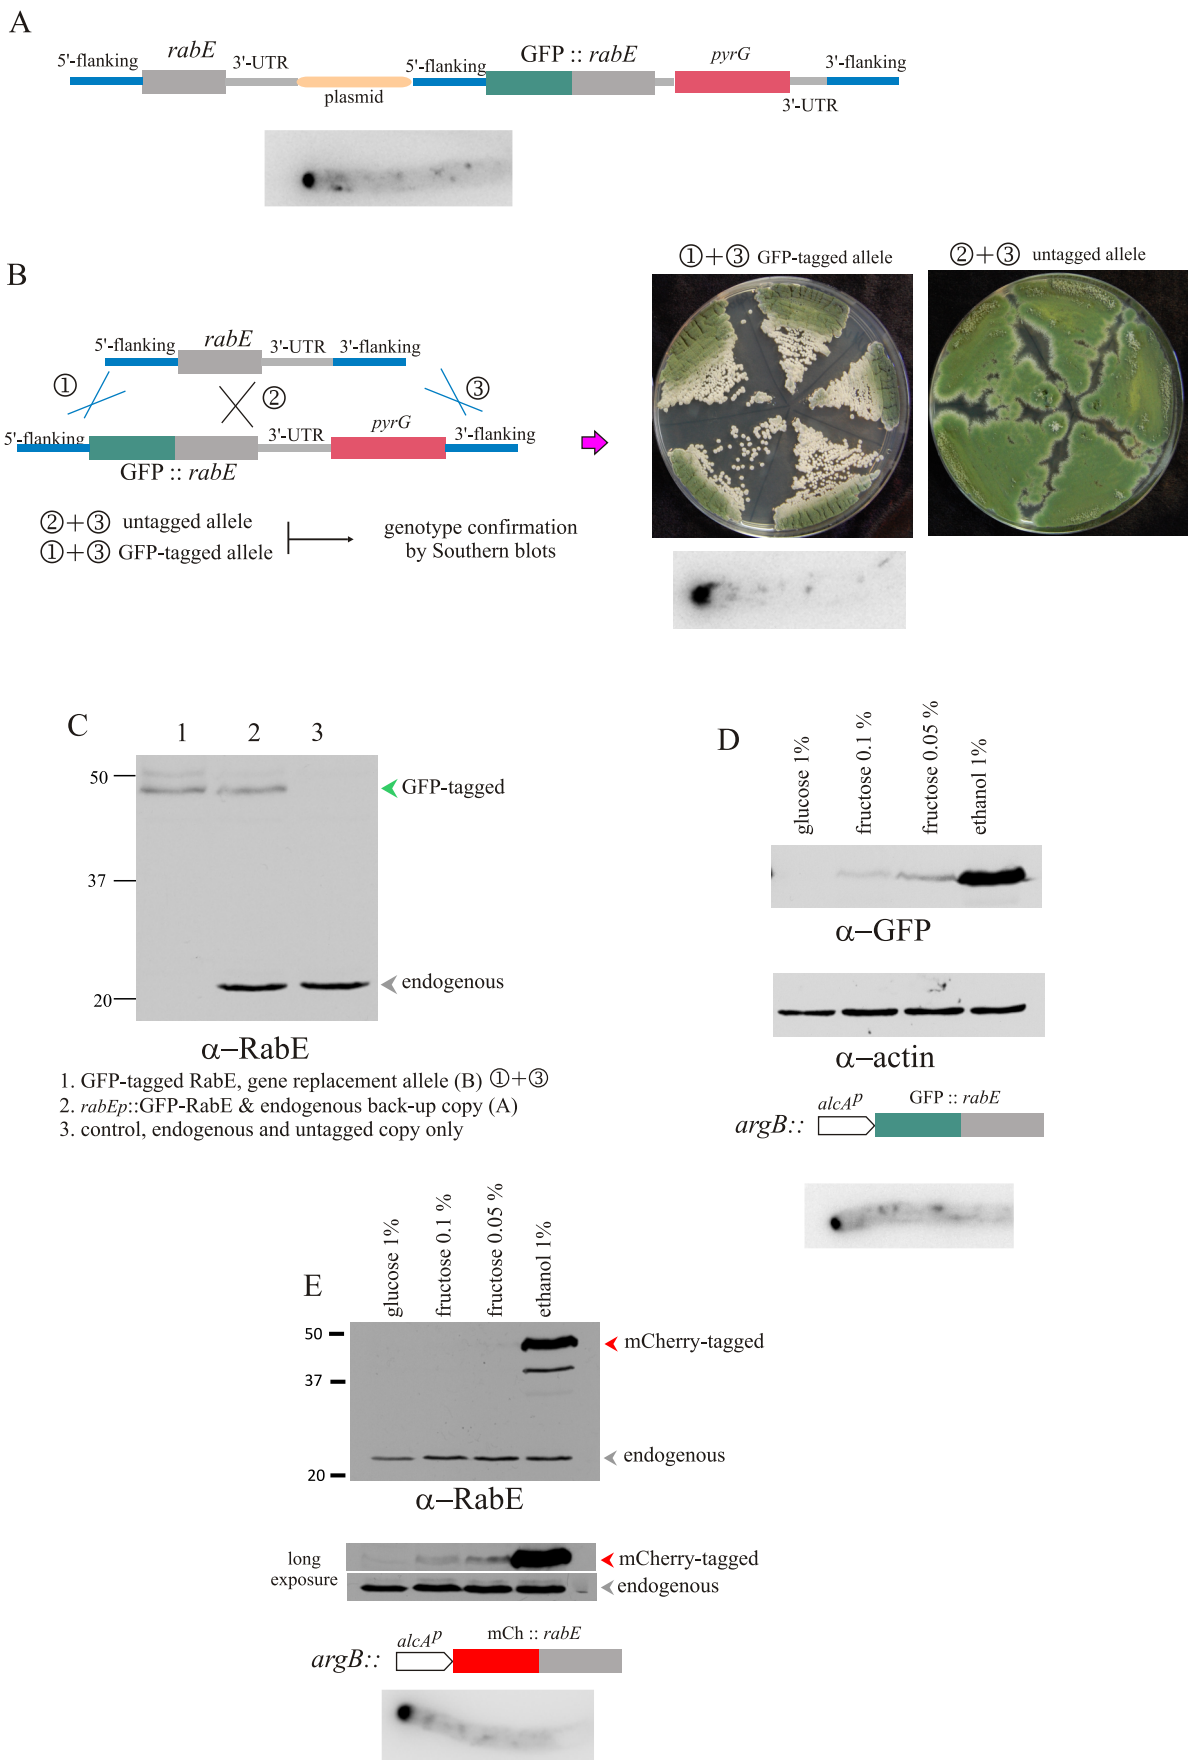 A
5'-flanking
rabE
3'-UTR
plasmid
5'-flanking
GFP :: rabE
pyrG
3'-UTR
3'-flanking
B
5'-flanking
rabE
3'-UTR
3'-flanking
①
②
③
5'-flanking
GFP :: rabE
3'-UTR
pyrG
3'-flanking
②+③ untagged allele
①+③ GFP-tagged allele
genotype confirmation
by Southern blots
①+③ GFP-tagged allele
②+③ untagged allele
C
1 2 3
50
37
20
GFP-tagged
endogenous
α–RabE
1. GFP-tagged RabE, gene replacement allele (B) ①+③
2. rabEp::GFP-RabE & endogenous back-up copy (A)
3. control, endogenous and untagged copy only
D
glucose 1%
fructose 0.1 %
fructose 0.05 %
ethanol 1%
α–GFP
α–actin
argB::
alcAp
GFP :: rabE
E
glucose 1%
fructose 0.1 %
fructose 0.05 %
ethanol 1%
50
37
20
mCherry-tagged
endogenous
α–RabE
long
exposure
mCherry-tagged
endogenous
argB::
alcAp
mCh :: rabE